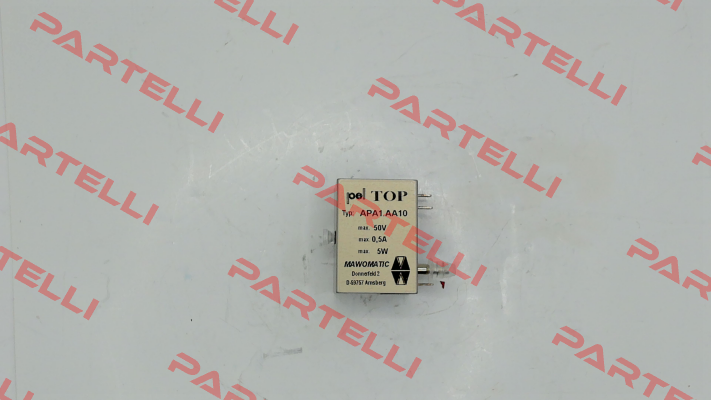 PARTELLI
PARTELLI
PARTELLI
PARTELLI
PARTELLI
PARTELLI
PARTELLI
PARTELLI
PARTELLI
PARTELLI
PARTELLI
pel TOP
Typ. APA1.AA10
max. 50V
max. 0,5A
max. 5W
MAWOMATIC
Donnerfeld 2
D-59757 Arnsberg